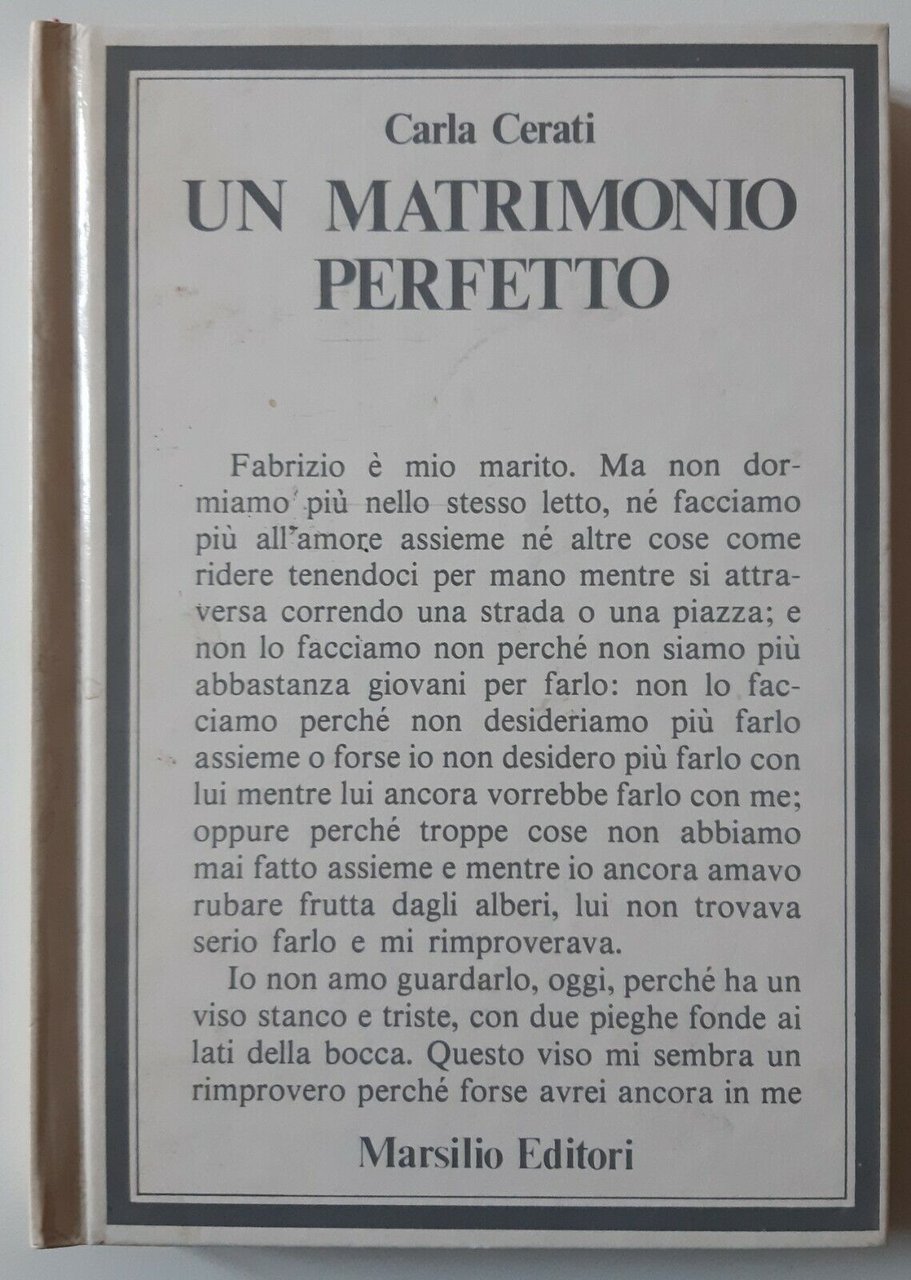 Carla Cerati
UN MATRIMONIO
PERFETTO
Fabrizio è mio marito. Ma non dor-
miamo più nello stesso letto, né facciamo
più all'amore assieme né altre cose come
ridere tenendoci per mano mentre si attra-
versa correndo una strada o una piazza; e
non lo facciamo non perché non siamo più
abbastanza giovani per farlo: non lo fac-
ciamo perché non desideriamo più farlo
assieme o forse io non desidero più farlo con
lui mentre lui ancora vorrebbe farlo con me;
oppure perché troppe cose non abbiamo
mai fatto assieme e mentre io ancora amavo
rubare frutta dagli alberi, lui non trovava
serio farlo e mi rimproverava.
Io non amo guardarlo, oggi, perché ha un
viso stanco e triste, con due pieghe fonde ai
lati della bocca. Questo viso mi sembra un
rimprovero perché forse avrei ancora in me
Marsilio Editori